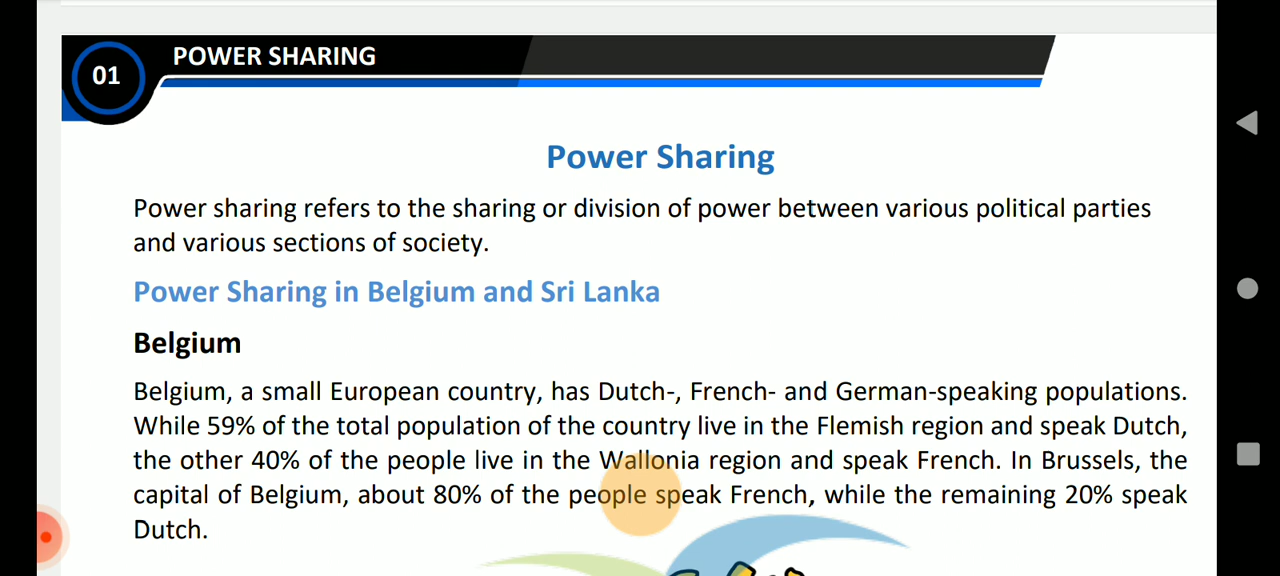 01
POWER SHARING
Power Sharing
Power sharing refers to the sharing or division of power between various political parties
and various sections of society.
Power Sharing in Belgium and Sri Lanka
Belgium
Belgium, a small European country, has Dutch-, French- and German-speaking populations.
While 59% of the total population of the country live in the Flemish region and speak Dutch,
the other 40% of the people live in the Wallonia region and speak French. In Brussels, the
capital of Belgium, about 80% of the people speak French, while the remaining 20% speak
Dutch.